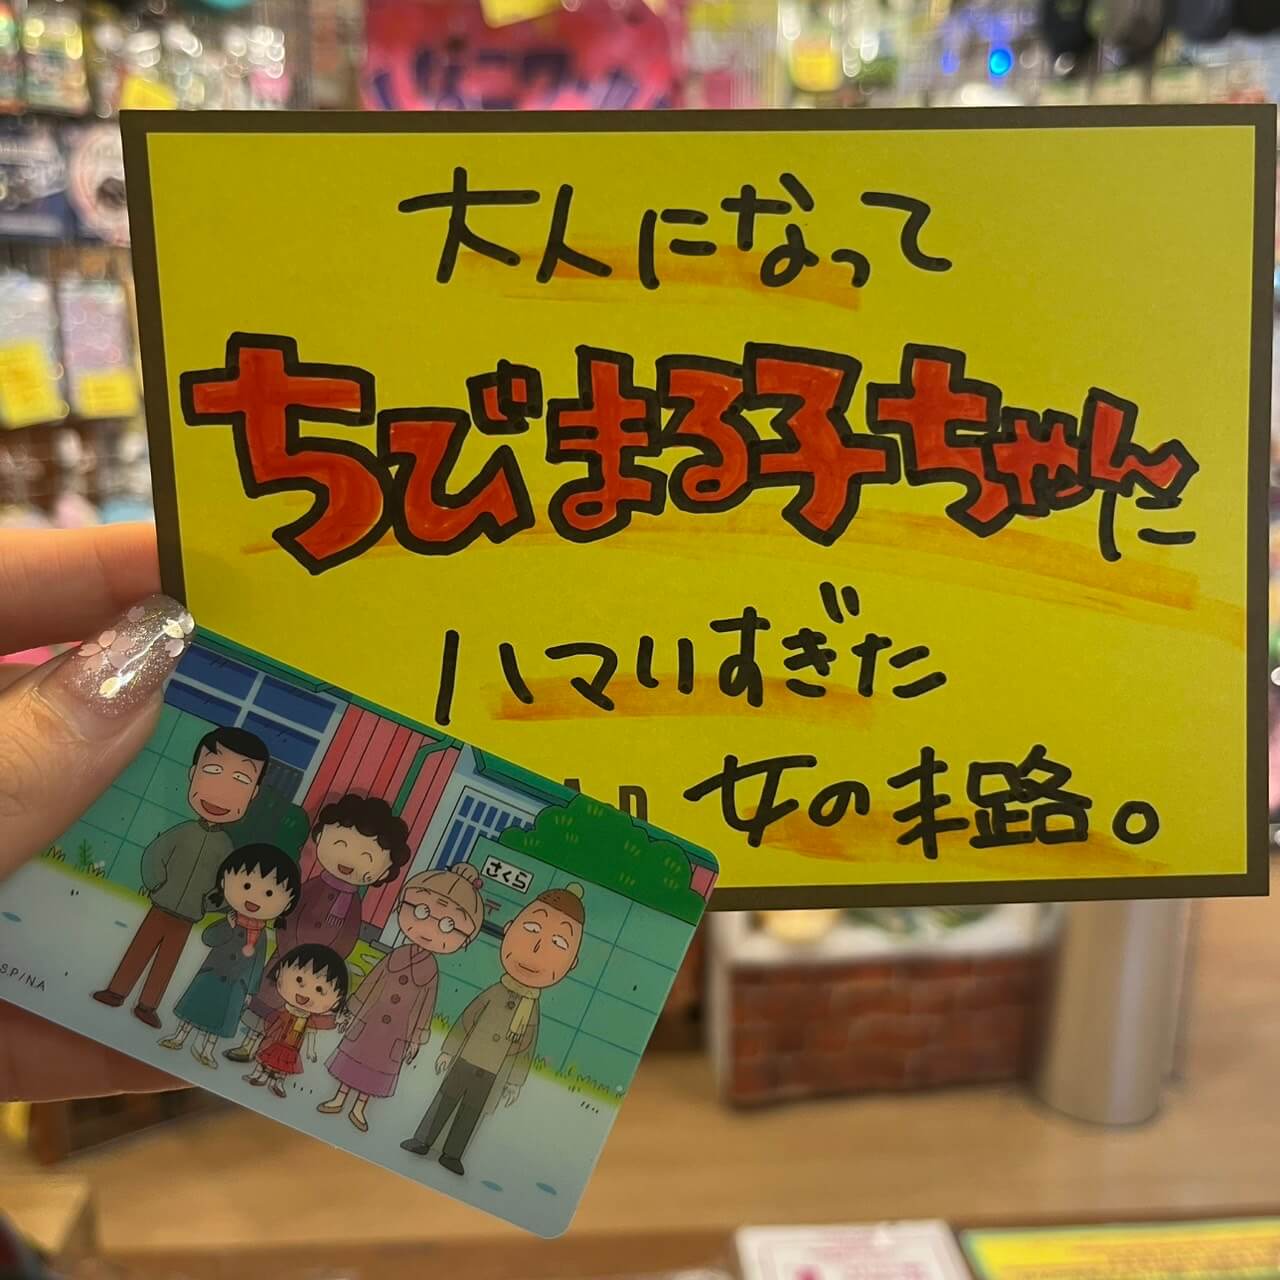 大人になって
ちびまる子ちゃんに
ハマりすぎた
女の末路。
さくら
S.P/N.A